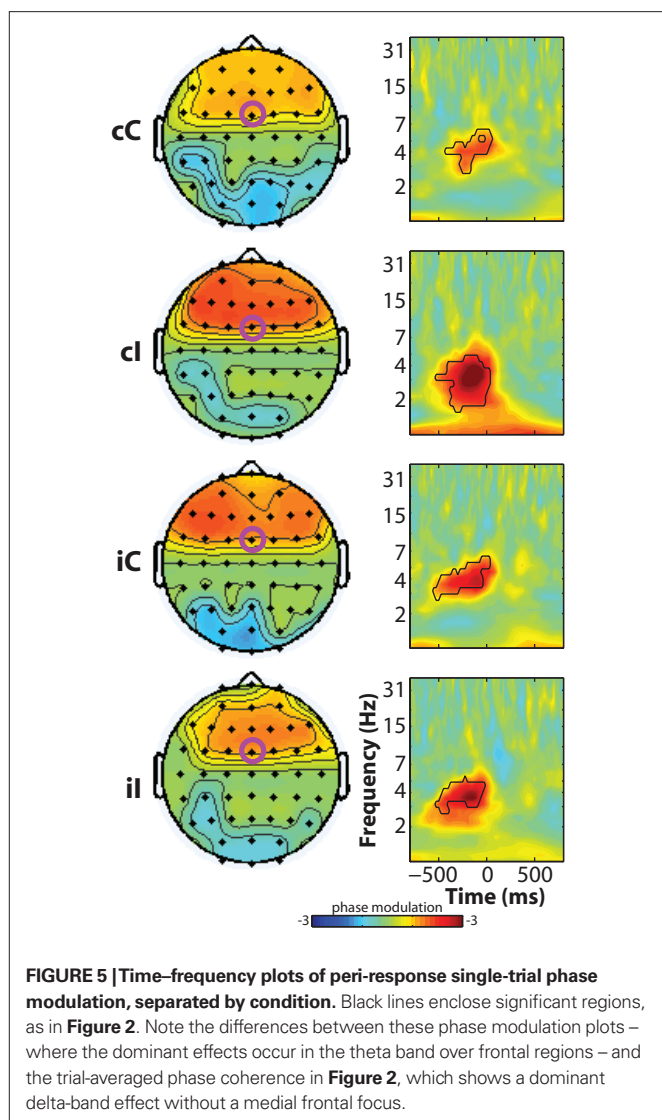 cC
31
15
7
4
2
cI
31
15
7
4
2
iC
31
15
7
4
2
iI
31
15
7
4
2
Frequency (Hz)
−500 0 500
Time (ms)
phase modulation
-3 -3
FIGURE 5 | Time–frequency plots of peri-response single-trial phase
modulation, separated by condition. Black lines enclose significant regions,
as in Figure 2. Note the differences between these phase modulation plots –
where the dominant effects occur in the theta band over frontal regions – and
the trial-averaged phase coherence in Figure 2, which shows a dominant
delta-band effect without a medial frontal focus.